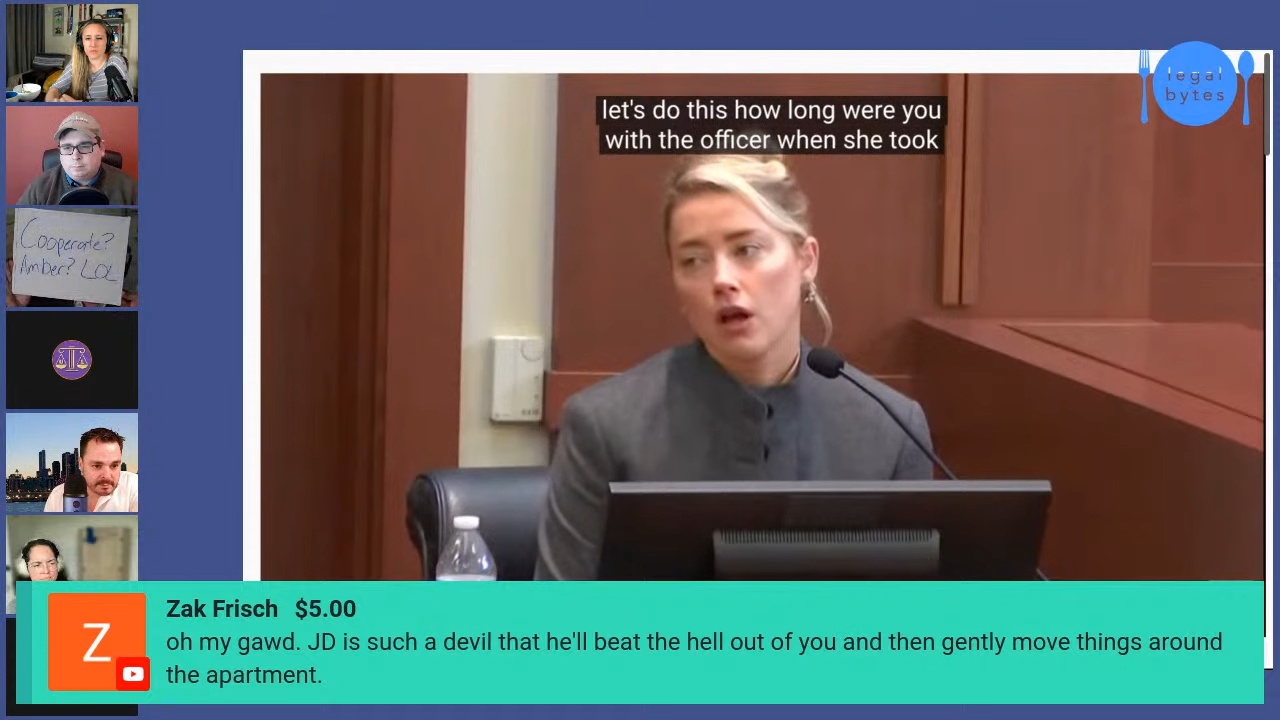 let's do this how long were you
with the officer when she took
legal
bytes
Cooperate?
Amber? LOL
Z
Zak Frisch $5.00
oh my gawd. JD is such a devil that he'll beat the hell out of you and then gently move things around
the apartment.